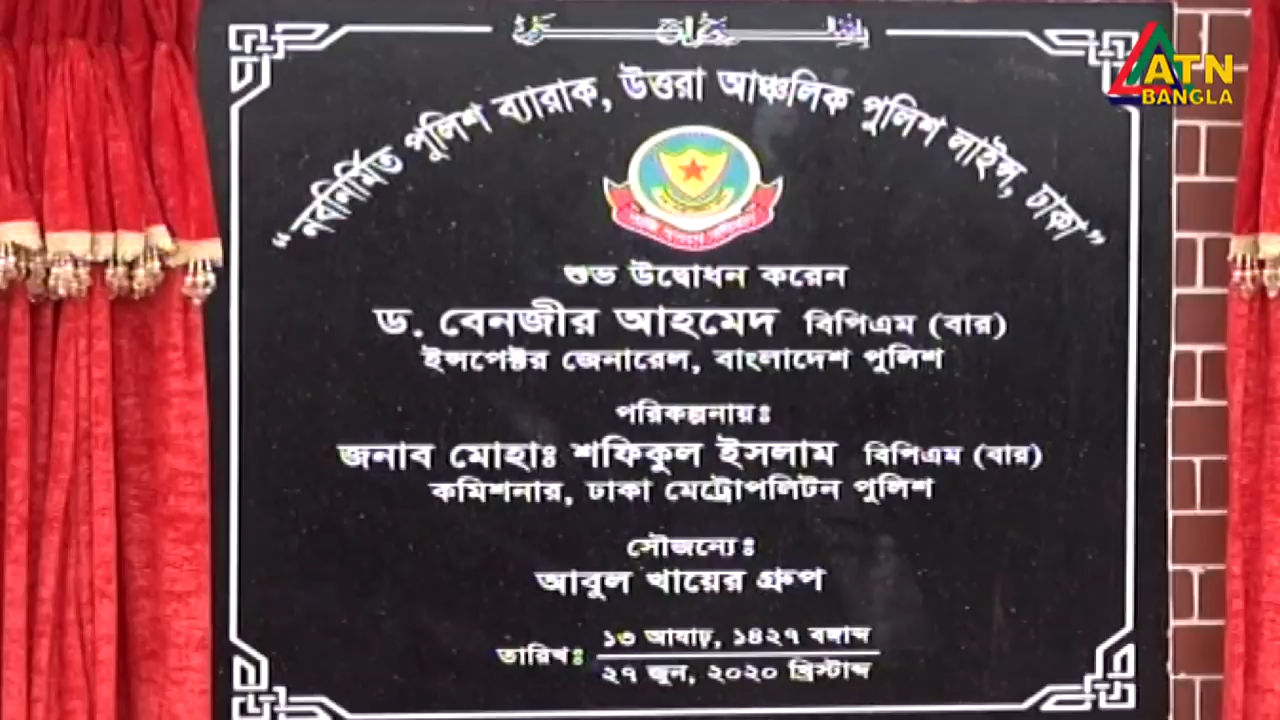 ATN
BANGLA
“নবনির্মিত পুলিশ ব্যারাক, উত্তরা আঞ্চলিক পুলিশ লাইন্স, ঢাকা”
শুভ উদ্বোধন করেন
ড. বেনজীর আহমেদ বিপিএম (বার)
ইন্সপেক্টর জেনারেল, বাংলাদেশ পুলিশ
পরিকল্পনায়ঃ
জনাব মোহাঃ শফিকুল ইসলাম বিপিএম (বার)
কমিশনার, ঢাকা মেট্রোপলিটন পুলিশ
সৌজন্যেঃ
আবুল খায়ের গ্রুপ
তারিখঃ
১৩ আষাঢ়, ১৪২৭ বঙ্গাব্দ
২৭ জুন, ২০২০ খ্রিস্টাব্দ